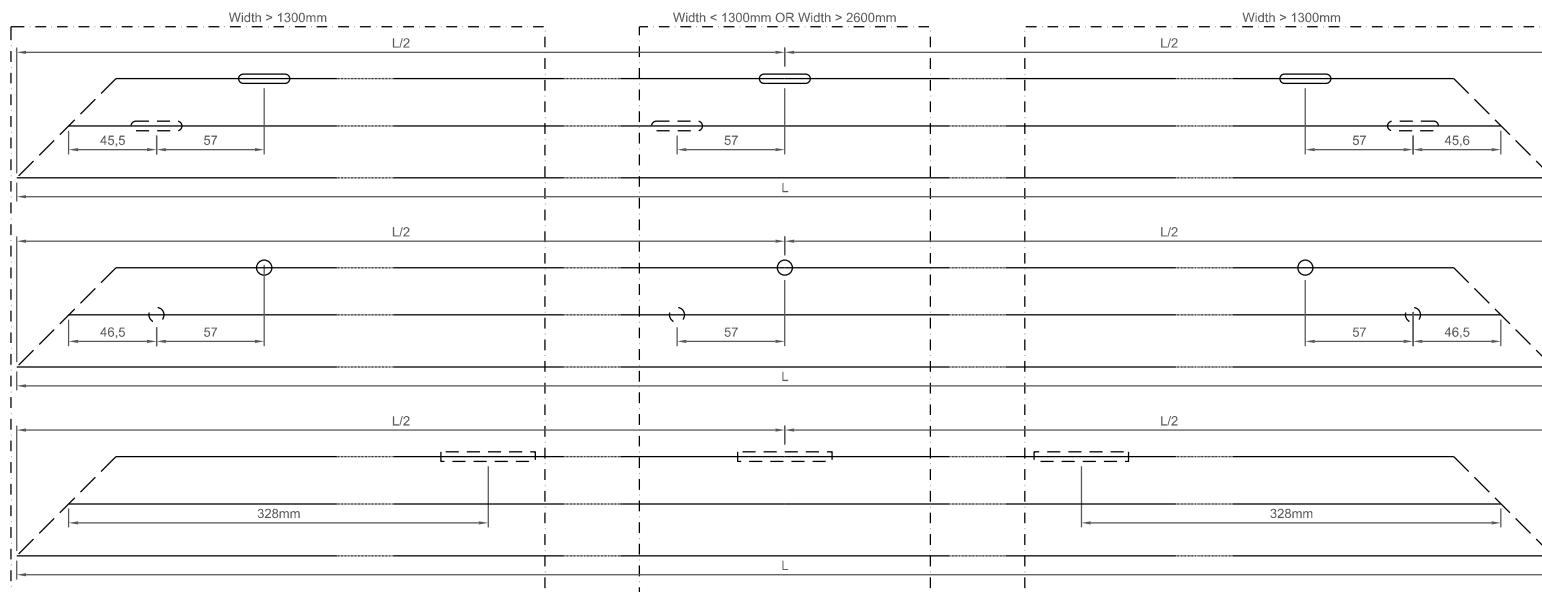 Width > 1300mm
Width < 1300mm OR Width > 2600mm
Width > 1300mm
L/2
L/2
45,5
57
57
57
45,6
L
L/2
L/2
46,5
57
57
57
46,5
L
L/2
L/2
328mm
328mm
L